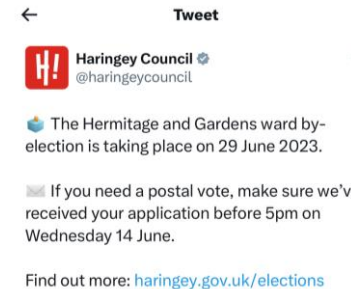 Tweet
H!
Haringey Council
@haringeycouncil
The Hermitage and Gardens ward by-
election is taking place on 29 June 2023.
If you need a postal vote, make sure we'v
received your application before 5pm on
Wednesday 14 June.
Find out more: haringey.gov.uk/elections